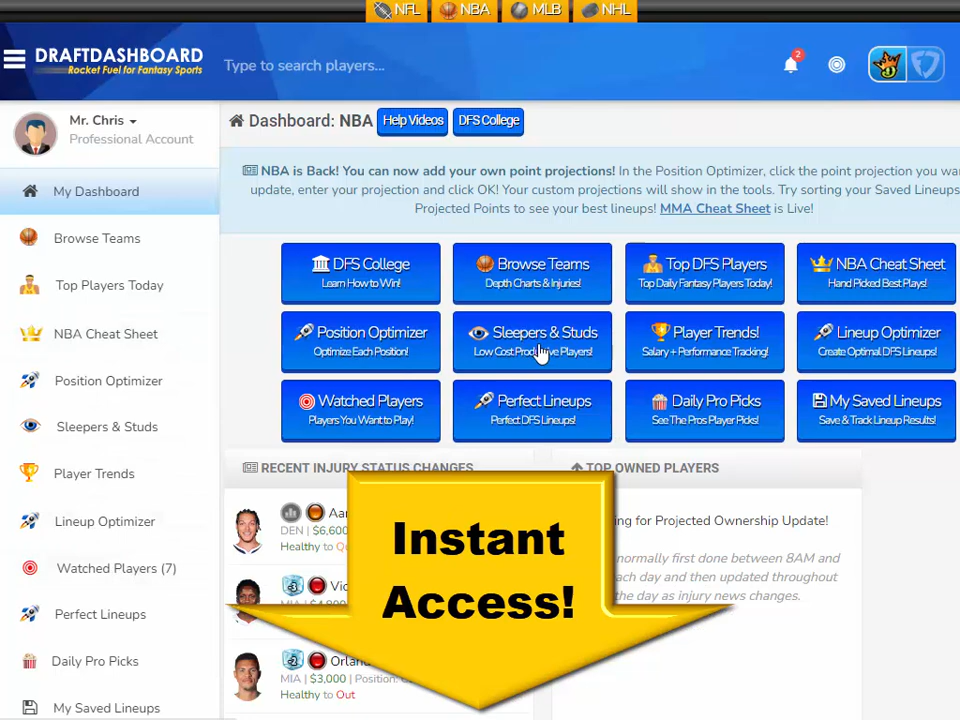 NFL NBA MLB NHL
DRAFTDASHBOARD
Rocket Fuel for Fantasy Sports
Type to search players...
2
Mr. Chris
Professional Account
Dashboard: NBA Help Videos DFS College
NBA is Back! You can now add your own point projections! In the Position Optimizer, click the point projection you
update, enter your projection and click OK! Your custom projections will show in the tools. Try sorting your Saved Lineups
Projected Points to see your best lineups! MMA Cheat Sheet is Live!
My Dashboard
Browse Teams
Top Players Today
NBA Cheat Sheet
Position Optimizer
Sleepers & Studs
Player Trends
Lineup Optimizer
Watched Players (7)
Perfect Lineups
Daily Pro Picks
My Saved Lineups
DFS College
Learn How to Win!
Browse Teams
Depth Charts & Injuries!
Top DFS Players
Top Daily Fantasy Players Today!
NBA Cheat Sheet
Hand Picked Best Plays!
Position Optimizer
Optimize Each Position!
Sleepers & Studs
Low Cost Productive Players!
Player Trends!
Salary + Performance Tracking!
Lineup Optimizer
Create Optimal DFS Lineups!
Watched Players
Players You Want to Play!
Perfect Lineups
Perfect DFS Lineups!
Daily Pro Picks
See The Pros Player Picks!
My Saved Lineups
Save & Track Lineup Results!
RECENT INJURY STATUS CHANGES
DEN | $6,600
Healthy to
MIA |
MIA | $3,000 | Position:
Healthy to Out
TOP OWNED PLAYERS
for Projected Ownership Update!
normally first done between 8AM and
each day and then updated throughout
the day as injury news changes.
Instant
Access!